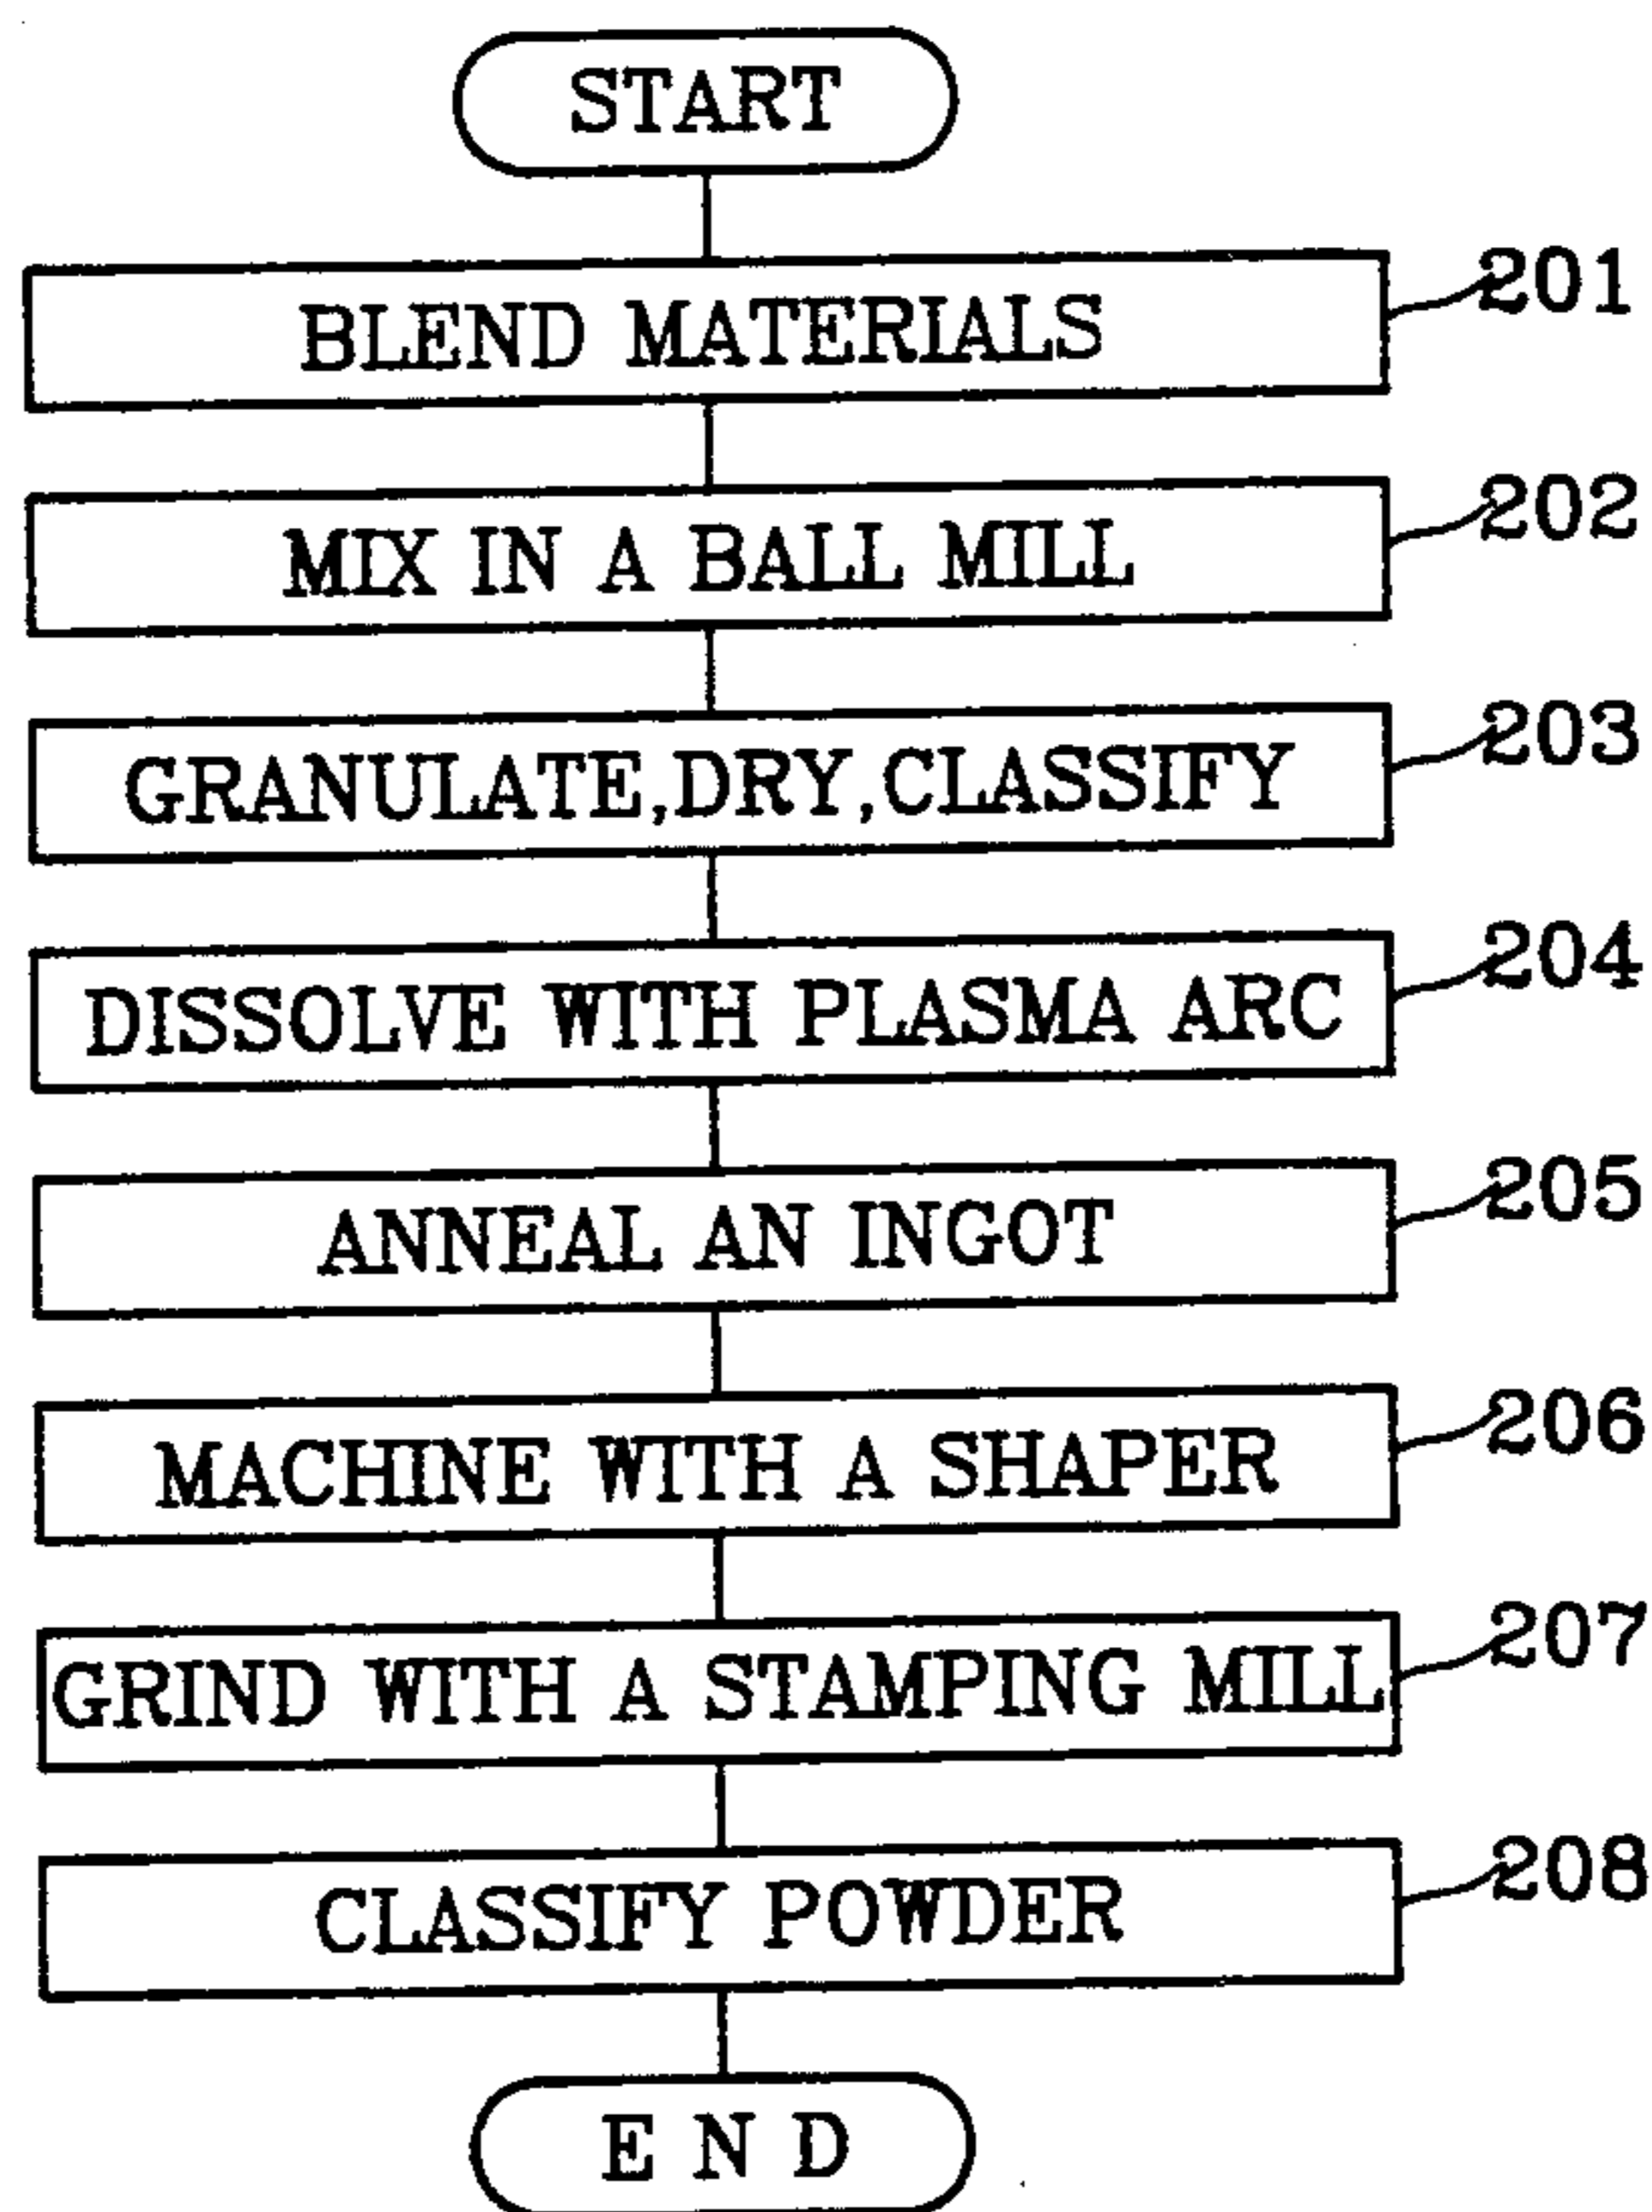 START
BLEND MATERIALS
201
MIX IN A BALL MILL
202
GRANULATE,DRY,CLASSIFY
203
DISSOLVE WITH PLASMA ARC
204
ANNEAL AN INGOT
205
MACHINE WITH A SHAPER
206
GRIND WITH A STAMPING MILL
207
CLASSIFY POWDER
208
END